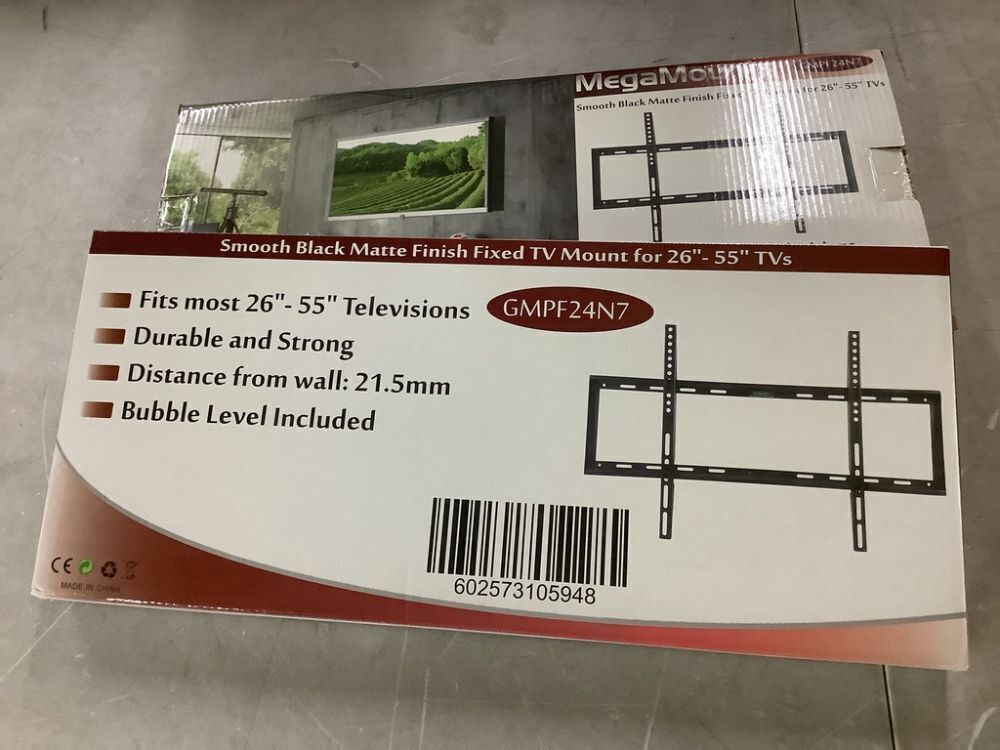 MegaMou
GMPF24N7
Smooth Black Matte Finish for 26"- 55" TVs
Smooth Black Matte Finish Fixed TV Mount for 26"- 55" TVs
Fits most 26"- 55" Televisions
GMPF24N7
Durable and Strong
Distance from wall: 21.5mm
Bubble Level Included
CE
MADE IN CHINA
602573105948